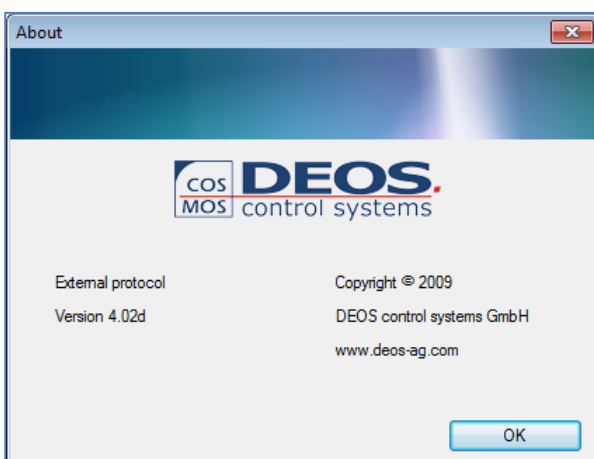 About
COS MOS
DEOS.
control systems
External protocol
Version 4.02d
Copyright © 2009
DEOS control systems GmbH
www.deos-ag.com
OK